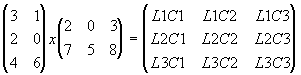 3 1 2 0 3 L1C1 L1C2 L1C3
2 0 x 7 5 8 = L2C1 L2C2 L2C3
4 6 L3C1 L3C2 L3C3